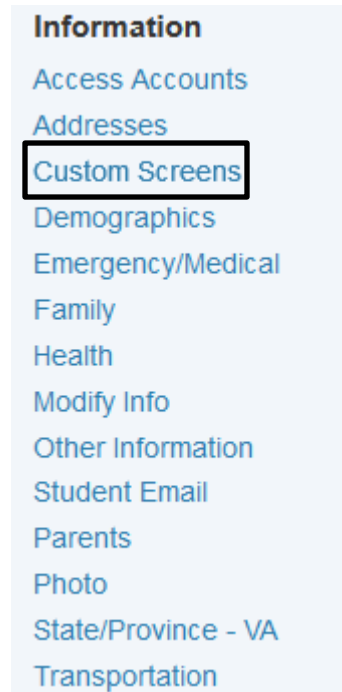 Information
Access Accounts
Addresses
Custom Screens
Demographics
Emergency/Medical
Family
Health
Modify Info
Other Information
Student Email
Parents
Photo
State/Province - VA
Transportation